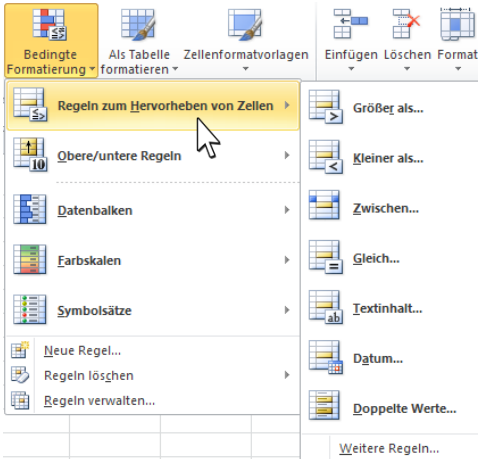 Bedingte Formatierung
Als Tabelle formatieren
Zellenformatvorlagen
Einfügen Löschen Format
Regeln zum Hervorheben von Zellen
Obere/untere Regeln
Datenbalken
Farbskalen
Symbolsätze
Neue Regel...
Regeln löschen
Regeln verwalten...
Größer als...
Kleiner als...
Zwischen...
Gleich...
Textinhalt...
Datum...
Doppelte Werte...
Weitere Regeln...